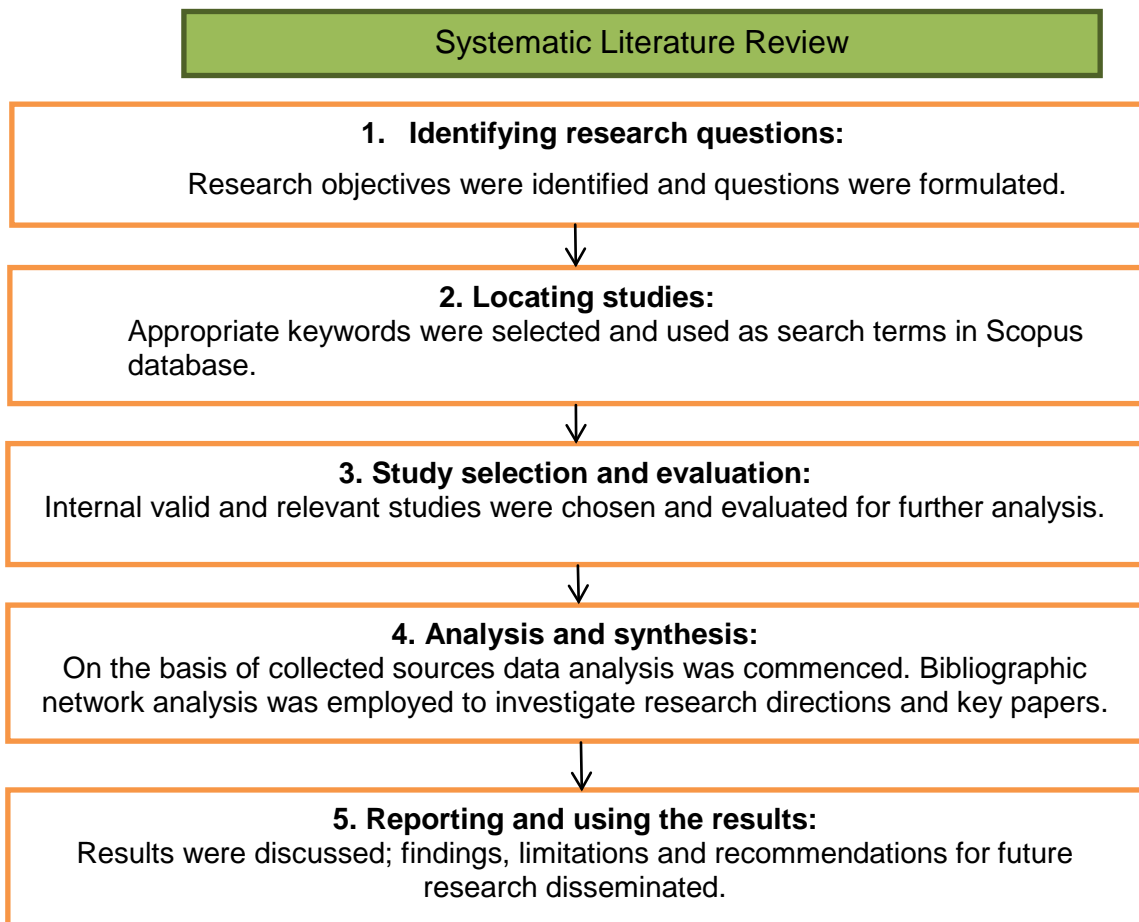 Systematic Literature Review
1. Identifying research questions:
Research objectives were identified and questions were formulated.
2. Locating studies:
Appropriate keywords were selected and used as search terms in Scopus
database.
3. Study selection and evaluation:
Internal valid and relevant studies were chosen and evaluated for further analysis.
4. Analysis and synthesis:
On the basis of collected sources data analysis was commenced. Bibliographic
network analysis was employed to investigate research directions and key papers.
5. Reporting and using the results:
Results were discussed; findings, limitations and recommendations for future
research disseminated.